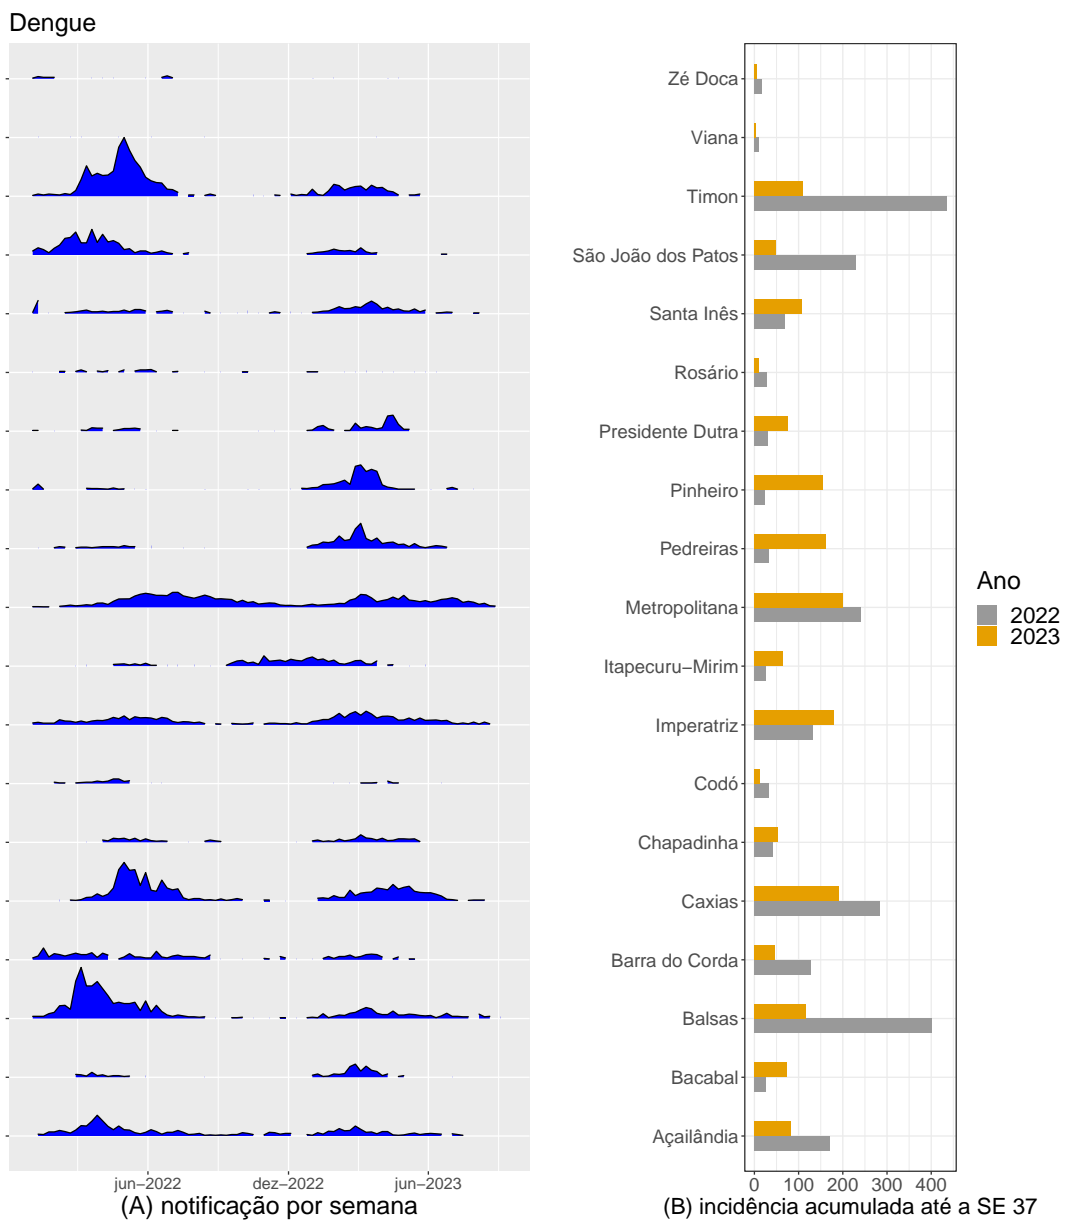 Dengue
Zé Doca
Viana
Timon
São João dos Patos
Santa Inês
Rosário
Presidente Dutra
Pinheiro
Pedreiras
Metropolitana
Itapecuru−Mirim
Imperatriz
Codó
Chapadinha
Caxias
Barra do Corda
Balsas
Bacabal
Açailândia
Ano
2022
2023
jun−2022 dez−2022 jun−2023
0 100 200 300 400
(A) notificação por semana
(B) incidência acumulada até a SE 37